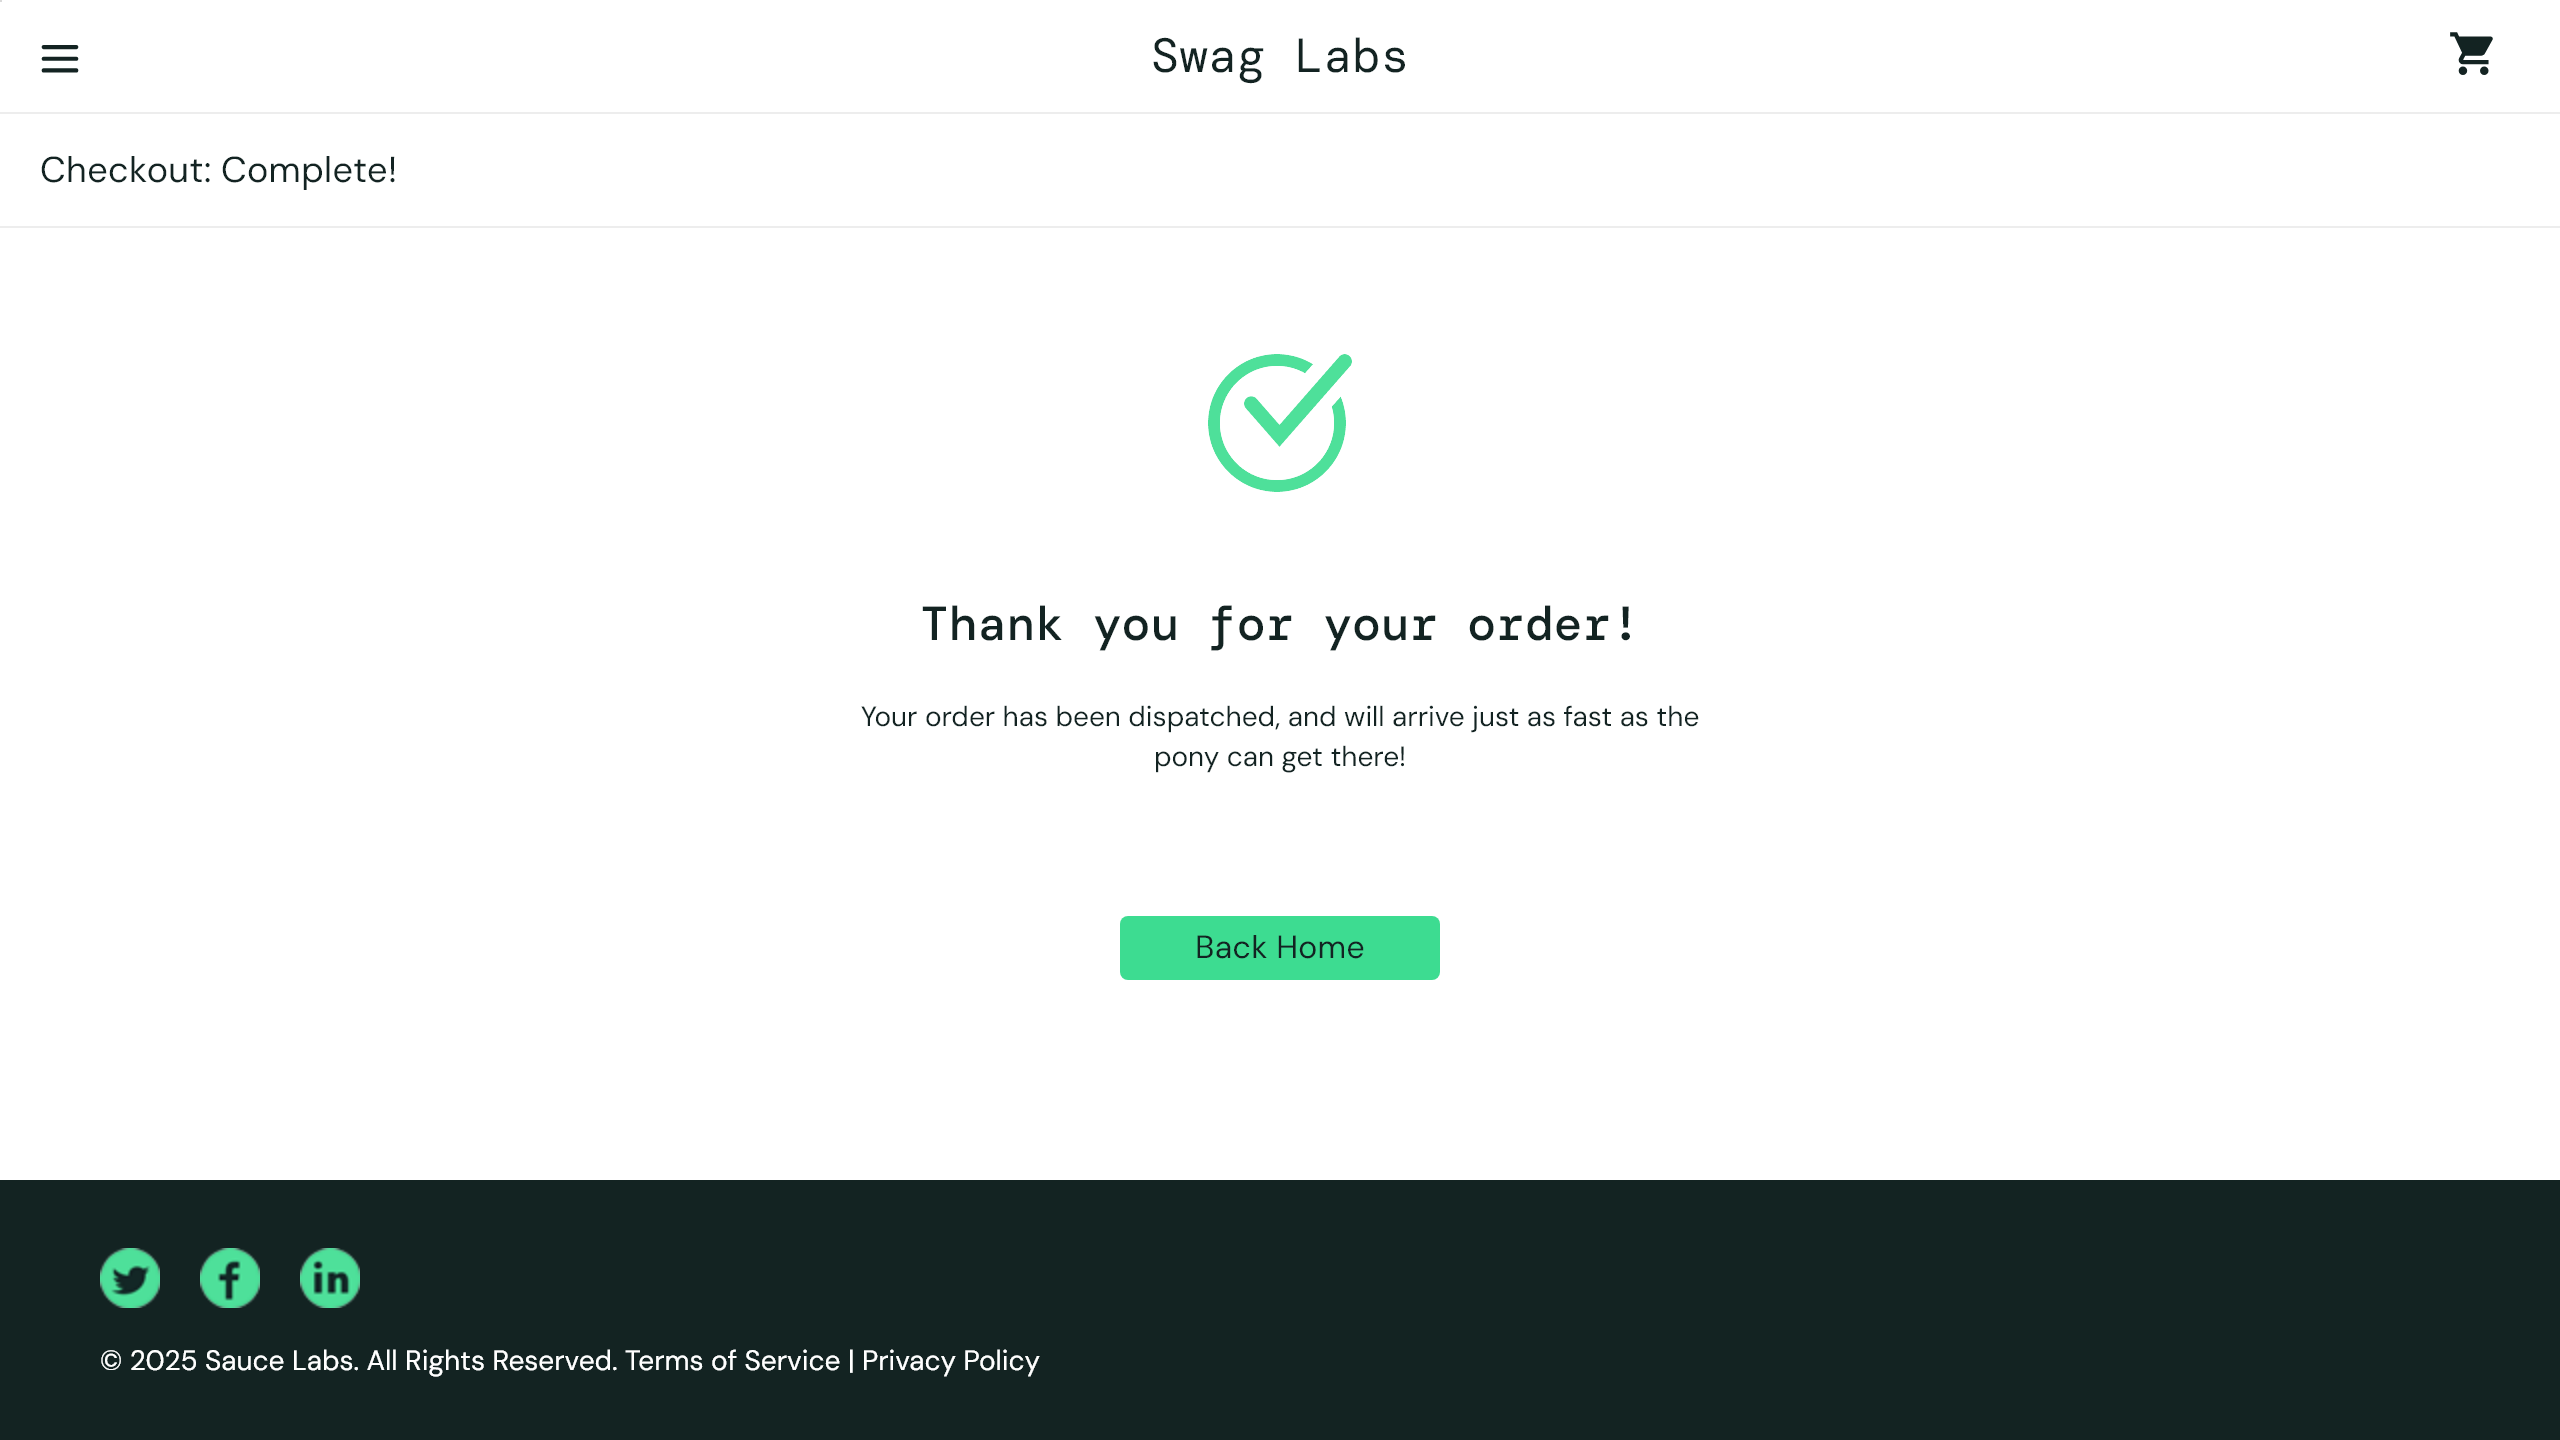 Swag Labs
Checkout: Complete!
Thank you for your order!
Your order has been dispatched, and will arrive just as fast as the
pony can get there!
Back Home
© 2025 Sauce Labs. All Rights Reserved. Terms of Service | Privacy Policy